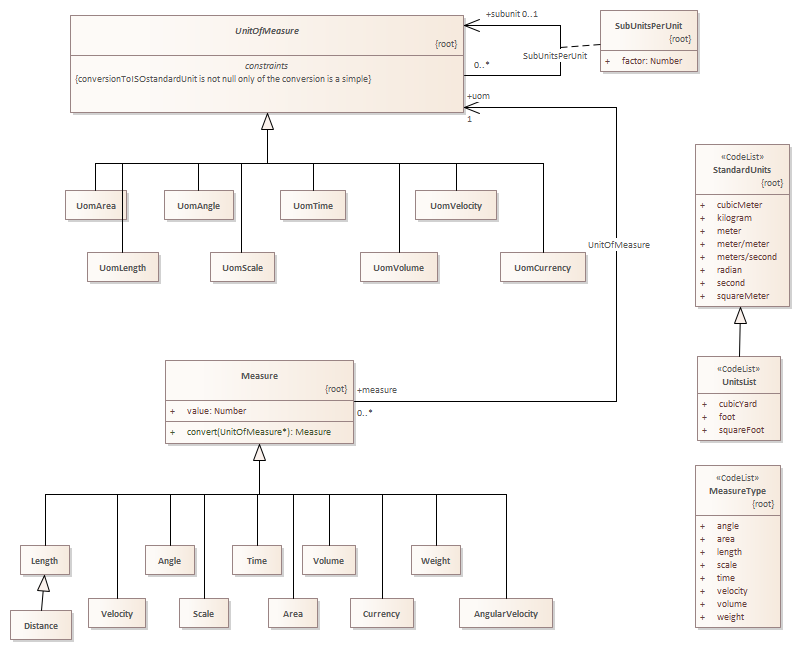 UnitOfMeasure
{root}
constraints
{conversionToISOstandardUnit is not null only of the conversion is a simple}
+subunit 0..1
0..*
SubUnitsPerUnit
SubUnitsPerUnit
{root}
+ factor: Number
+uom
1
UnitOfMeasure
UomArea
UomAngle
UomTime
UomVelocity
UomLength
UomScale
UomVolume
UomCurrency
«CodeList»
StandardUnits
{root}
+ cubicMeter
+ kilogram
+ meter
+ meter/meter
+ meters/second
+ radian
+ second
+ squareMeter
Measure
{root}
+ value: Number
+ convert(UnitOfMeasure*): Measure
+measure
0..*
«CodeList»
UnitsList
+ cubicYard
+ foot
+ squareFoot
«CodeList»
MeasureType
{root}
+ angle
+ area
+ length
+ scale
+ time
+ velocity
+ volume
+ weight
Length
Angle
Time
Volume
Weight
Distance
Velocity
Scale
Area
Currency
AngularVelocity